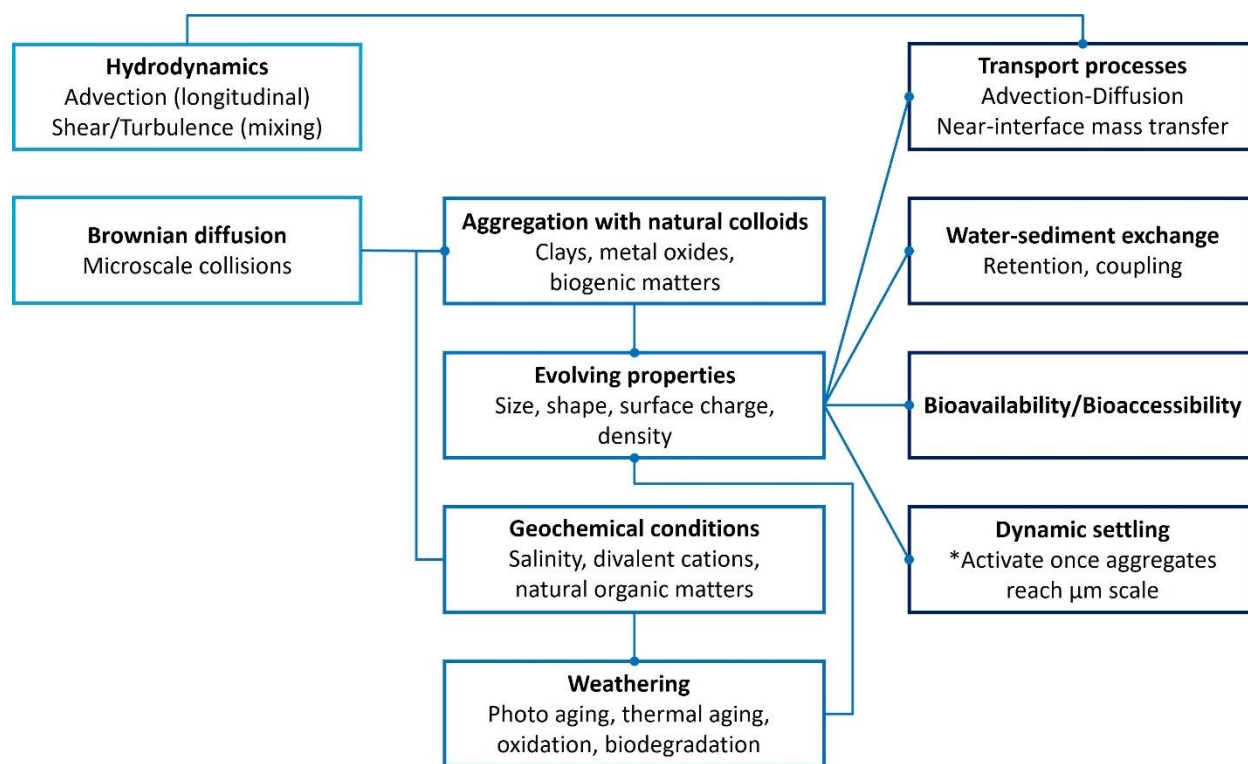 Hydrodynamics
Advection (longitudinal)
Shear/Turbulence (mixing)
Transport processes
Advection-Diffusion
Near-interface mass transfer
Brownian diffusion
Microscale collisions
Aggregation with natural colloids
Clays, metal oxides,
biogenic matters
Water-sediment exchange
Retention, coupling
Evolving properties
Size, shape, surface charge,
density
Bioavailability/Bioaccessibility
Geochemical conditions
Salinity, divalent cations,
natural organic matters
Dynamic settling
*Activate once aggregates
reach µm scale
Weathering
Photo aging, thermal aging,
oxidation, biodegradation